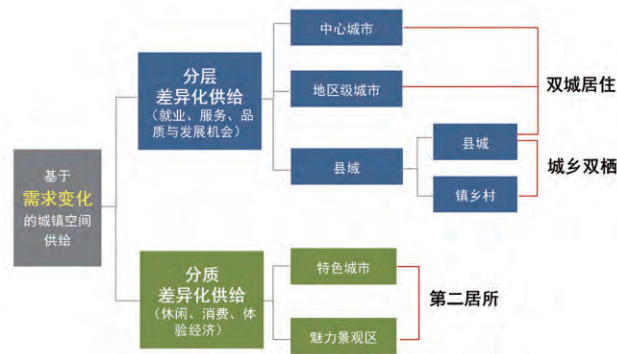 基于
需求变化
的城镇空间
供给
分层
差异化供给
（就业、服务、品
质与发展机会）
中心城市
地区级城市
县域
县城
镇乡村
双城居住
城乡双栖
分质
差异化供给
（休闲、消费、体
验经济）
特色城市
魅力景观区
第二居所